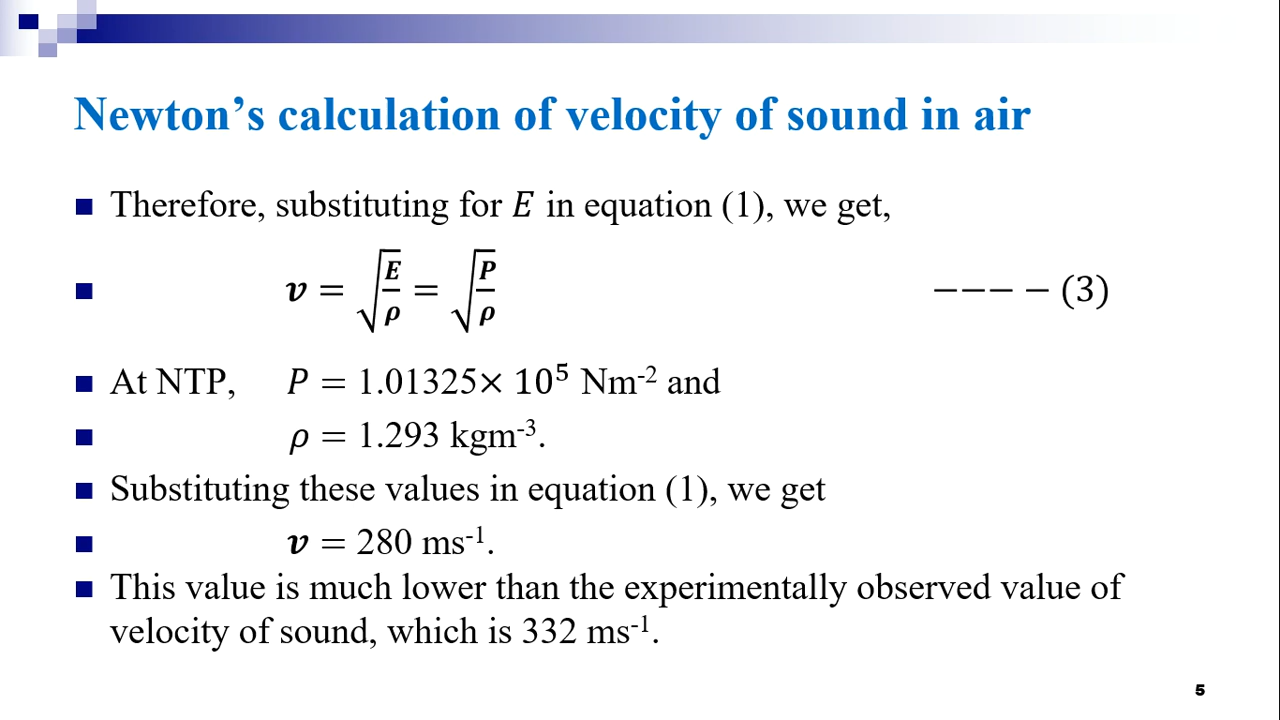 Newton’s calculation of velocity of sound in air
Therefore, substituting for E in equation (1), we get,
v = √(E/ρ) = √(P/ρ) −−−− (3)
At NTP, P = 1.01325× 10⁵ Nm⁻² and
ρ = 1.293 kgm⁻³.
Substituting these values in equation (1), we get
v = 280 ms⁻¹.
This value is much lower than the experimentally observed value of
velocity of sound, which is 332 ms⁻¹.
5